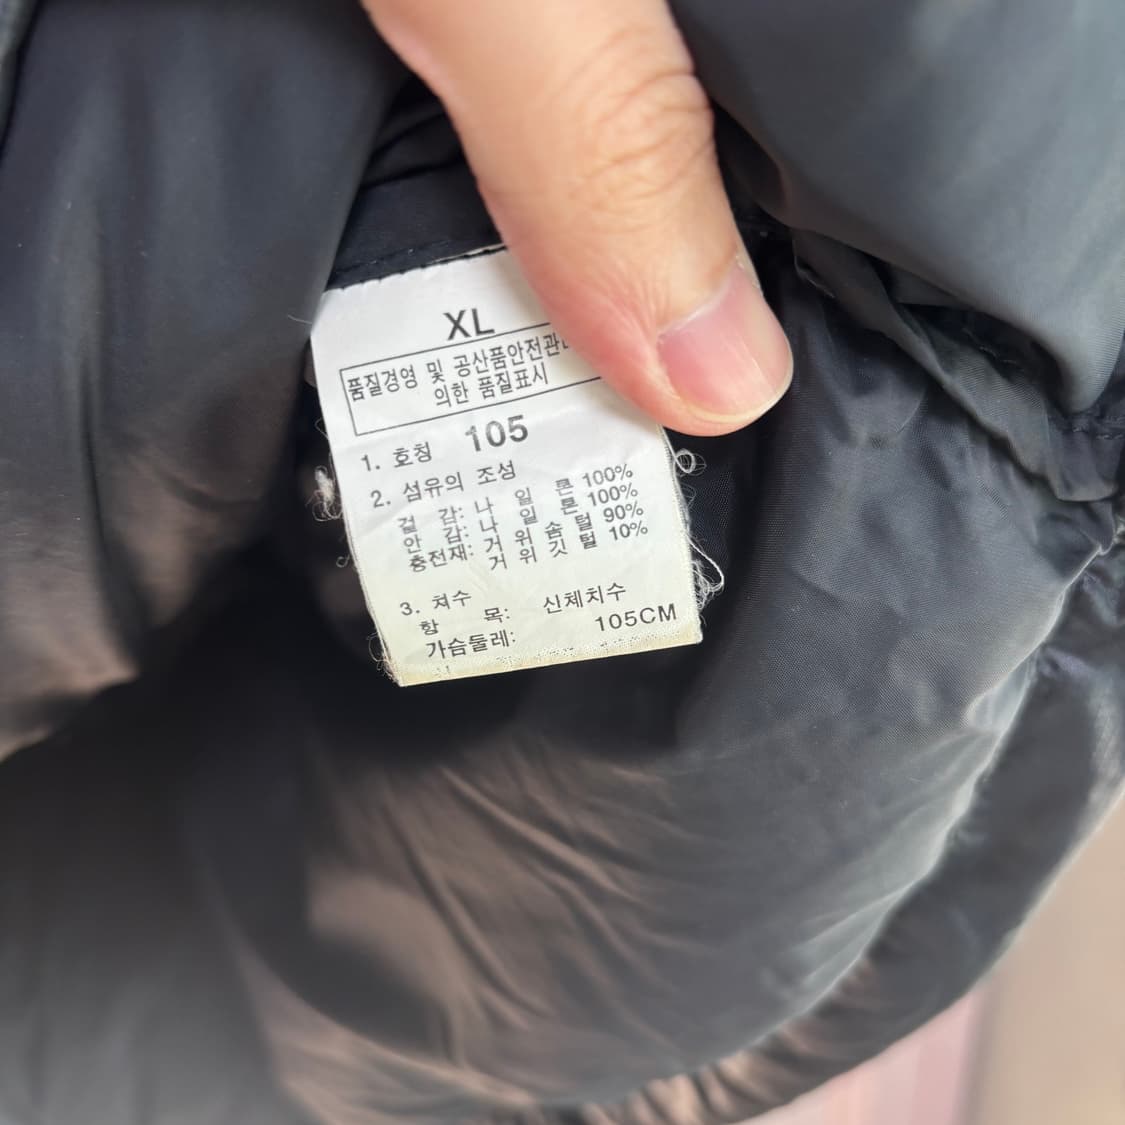 XL
품질경영 및 공산품안전관
의한 품질표시
1. 호칭 105
2. 섬유의 조성
겉 감: 나 일 론 100%
안 감: 나 일 론 100%
충전재: 거 위 솜 털 90%
거 위 깃 털 10%
3. 쳐수
항 목: 신체치수
가슴둘레: 105CM